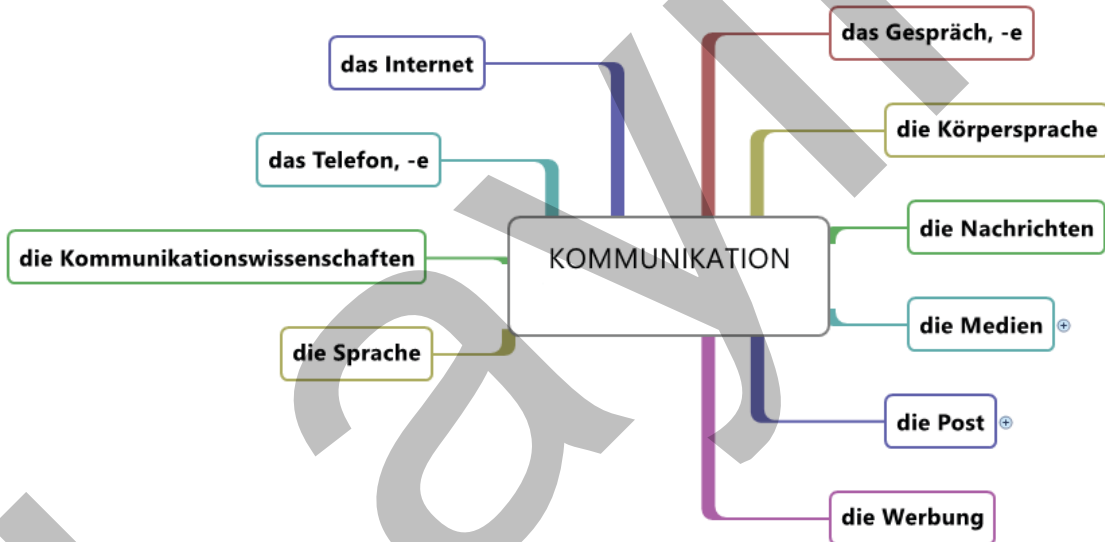 das Gespräch, -e
das Internet
die Körpersprache
das Telefon, -e
die Nachrichten
KOMMUNIKATION
die Kommunikationswissenschaften
die Medien
die Sprache
die Post
die Werbung